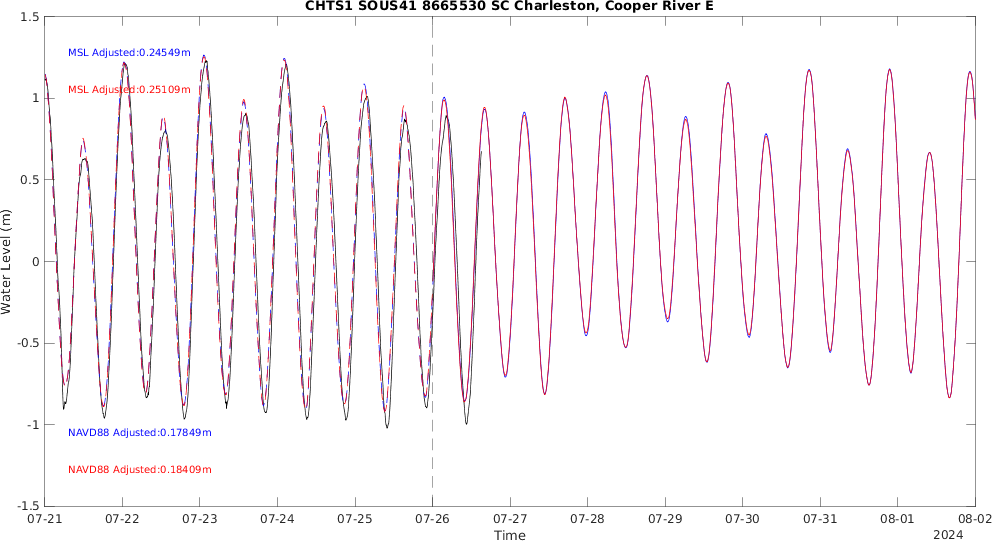 CHTS1 SOUS41 8665530 SC Charleston, Cooper River E
1.5
MSL Adjusted:0.24549m
MSL Adjusted:0.25109m
1
0.5
0
-0.5
-1
-1.5
Water Level (m)
NAVD88 Adjusted:0.17849m
NAVD88 Adjusted:0.18409m
07-21 07-22 07-23 07-24 07-25 07-26 07-27 07-28 07-29 07-30 07-31 08-01 08-02
Time
2024